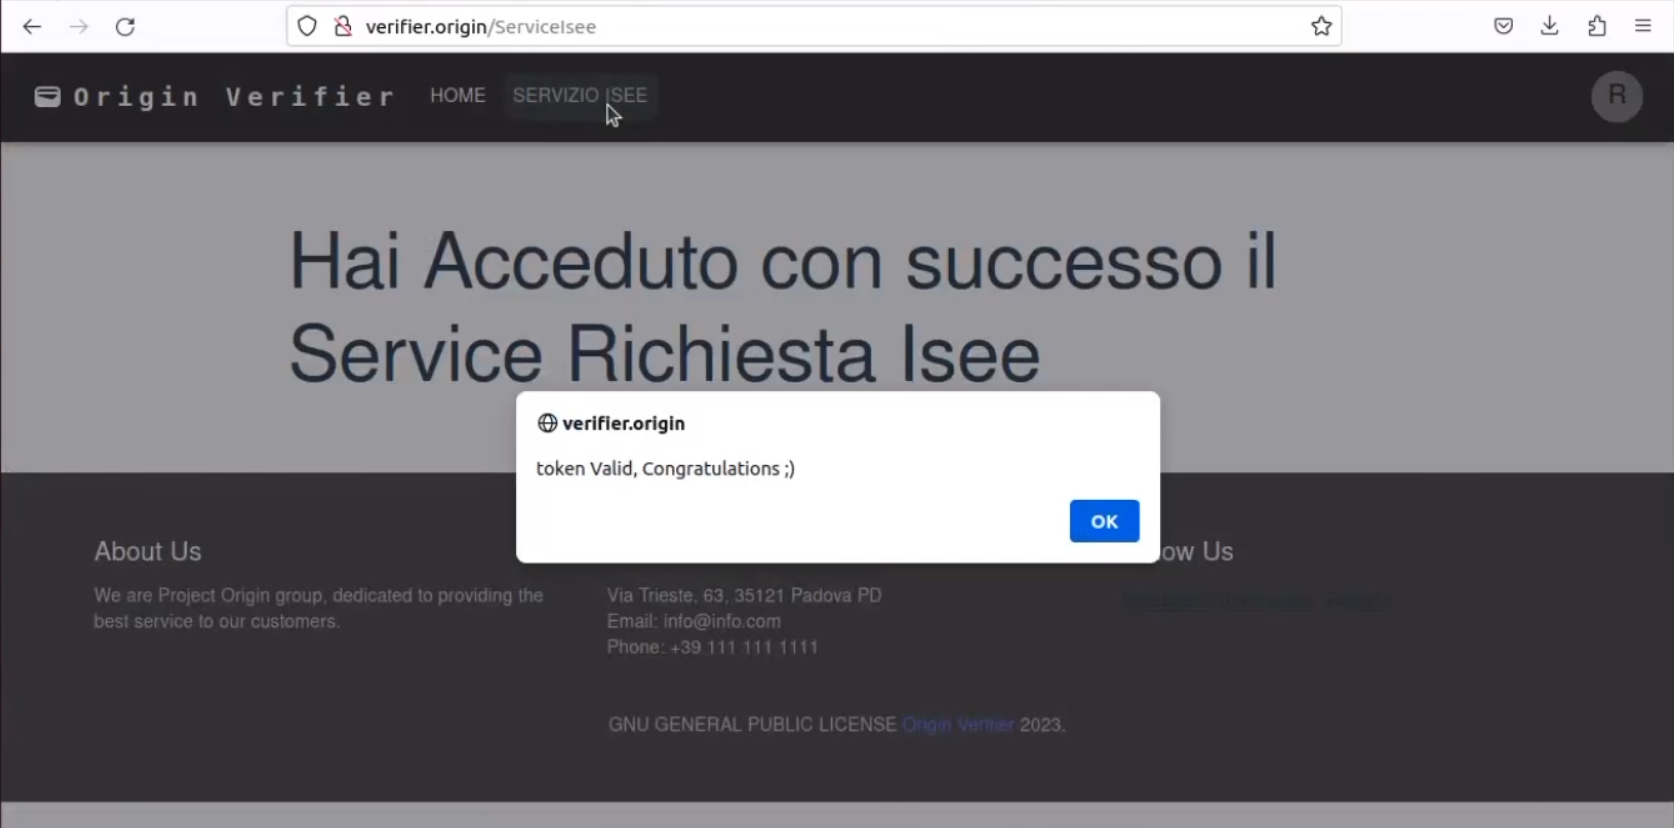 verifier.origin/ServiceIsee
Origin Verifier HOME SERVIZIO ISEE R
Hai Acceduto con successo il
Service Richiesta Isee
verifier.origin
token Valid, Congratulations ;)
OK
About Us
ow Us
We are Project Origin group, dedicated to providing the
best service to our customers.
Via Trieste, 63, 35121 Padova PD
Email: info@info.com
Phone: +39 111 111 1111
GNU GENERAL PUBLIC LICENSE Origin Verifier 2023.